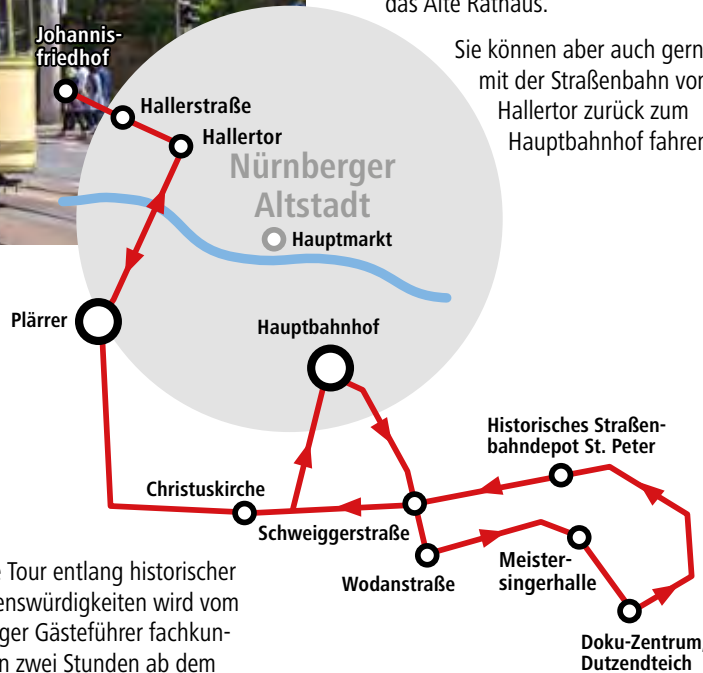 das Alte Rathaus.
Sie können aber auch gern
mit der Straßenbahn vom
Hallertor zurück zum
Hauptbahnhof fahren
Johannis-
friedhof
Hallerstraße
Hallertor
Nürnberger
Altstadt
Hauptmarkt
Plärrer
Hauptbahnhof
Historisches Straßen-
bahndepot St. Peter
Christuskirche
Schweiggerstraße
Wodanstraße
Meister-
singerhalle
Doku-Zentrum,
Dutzendteich
e Tour entlang historischer
enswürdigkeiten wird vom
ger Gästeführer fachkun-
n zwei Stunden ab dem